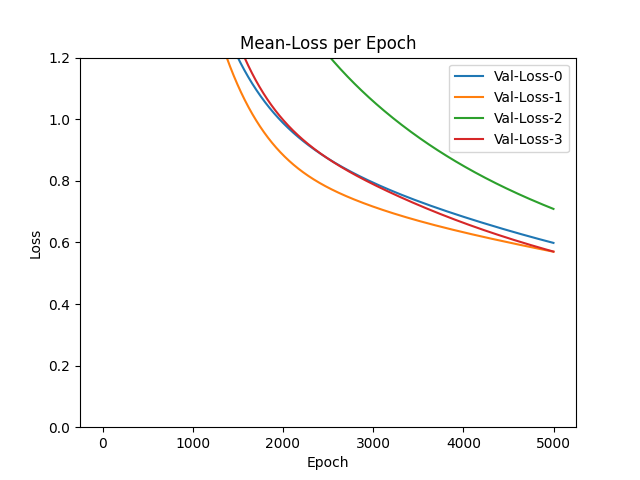 Mean-Loss per Epoch
1.2
1.0
0.8
0.6
0.4
0.2
0.0
Loss
Val-Loss-0
Val-Loss-1
Val-Loss-2
Val-Loss-3
0 1000 2000 3000 4000 5000
Epoch